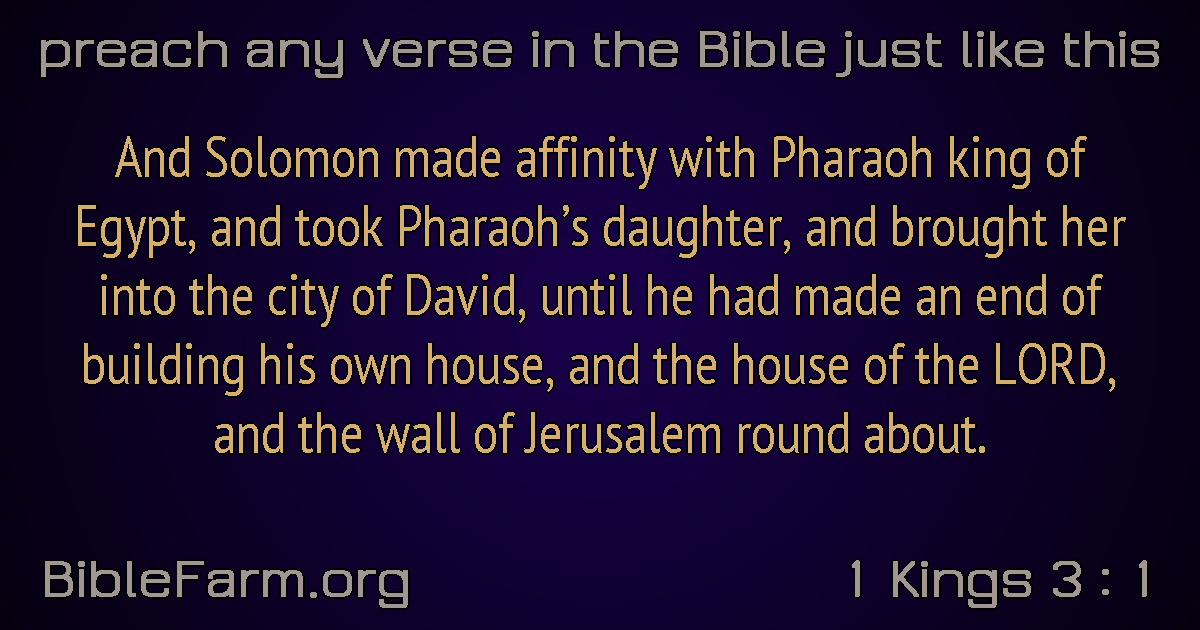 preach any verse in the Bible just like this
And Solomon made affinity with Pharaoh king of
Egypt, and took Pharaoh’s daughter, and brought her
into the city of David, until he had made an end of
building his own house, and the house of the LORD,
and the wall of Jerusalem round about.
BibleFarm.org
1 Kings 3 : 1